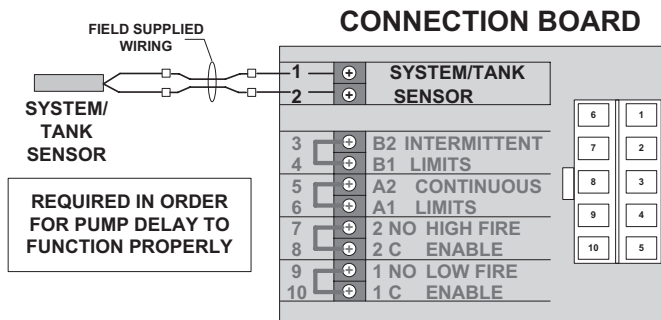 CONNECTION BOARD
FIELD SUPPLIED
WIRING
SYSTEM/
TANK
SENSOR
REQUIRED IN ORDER
FOR PUMP DELAY TO
FUNCTION PROPERLY
1 SYSTEM/TANK
2 SENSOR
3 B2 INTERMITTENT
4 B1 LIMITS
5 A2 CONTINUOUS
6 A1 LIMITS
7 2 NO HIGH FIRE
8 2 C ENABLE
9 1 NO LOW FIRE
10 1 C ENABLE
6 1
7 2
8 3
9 4
10 5